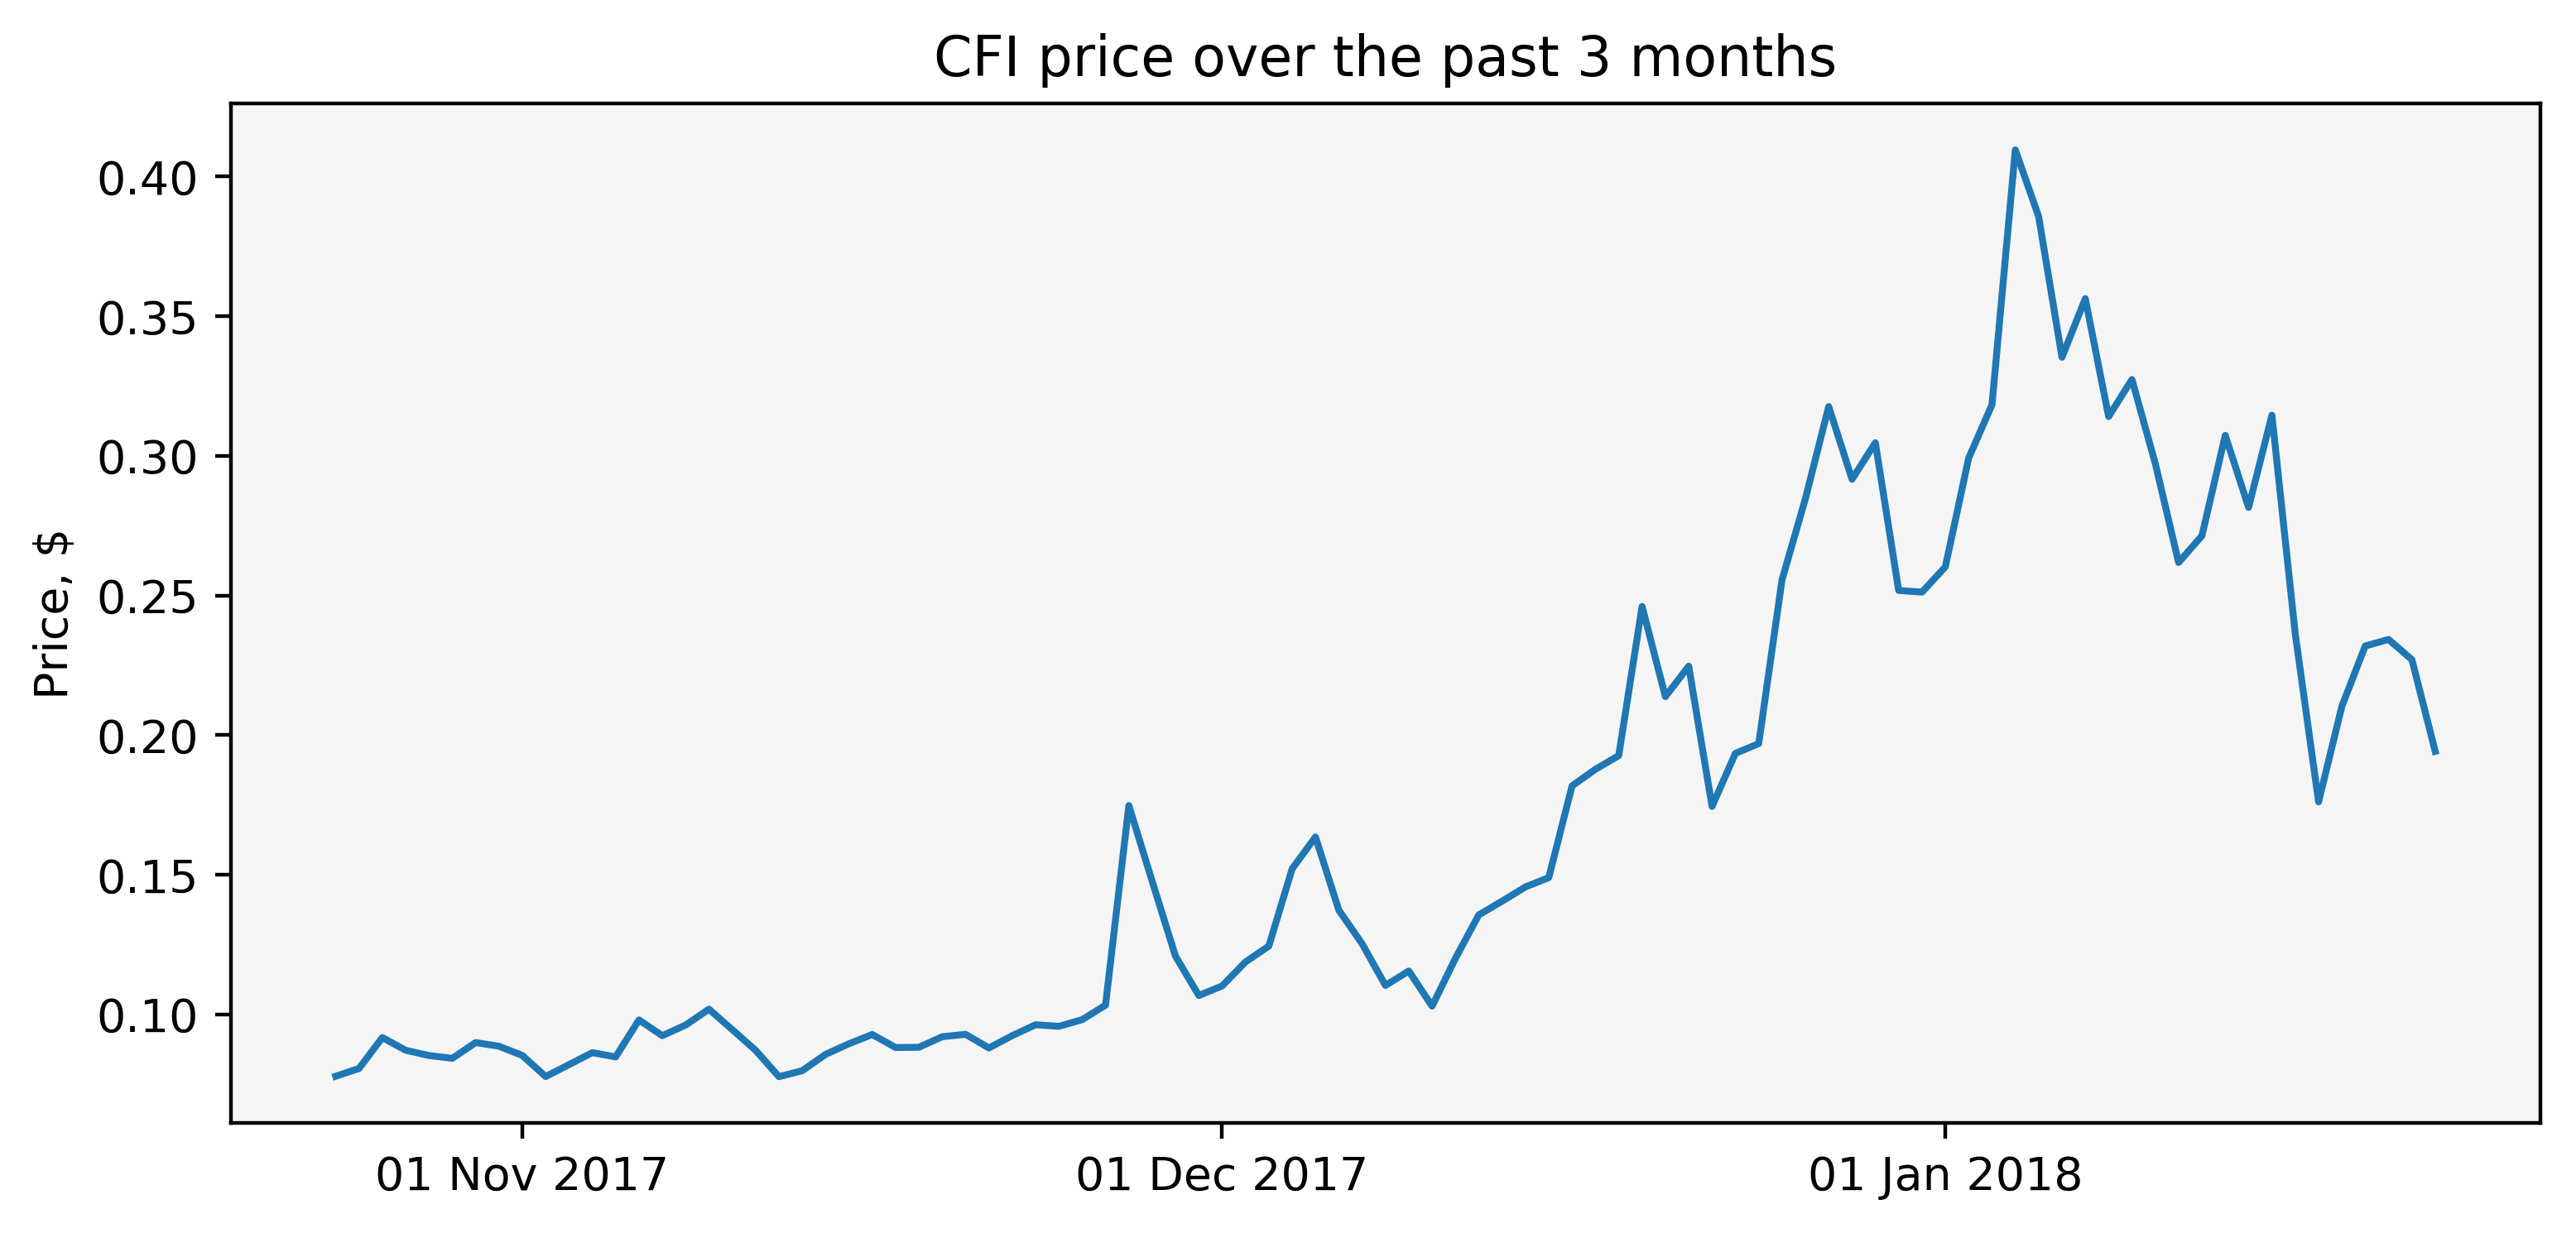 CFI price over the past 3 months
Price, $
0.40
0.35
0.30
0.25
0.20
0.15
0.10
01 Nov 2017
01 Dec 2017
01 Jan 2018